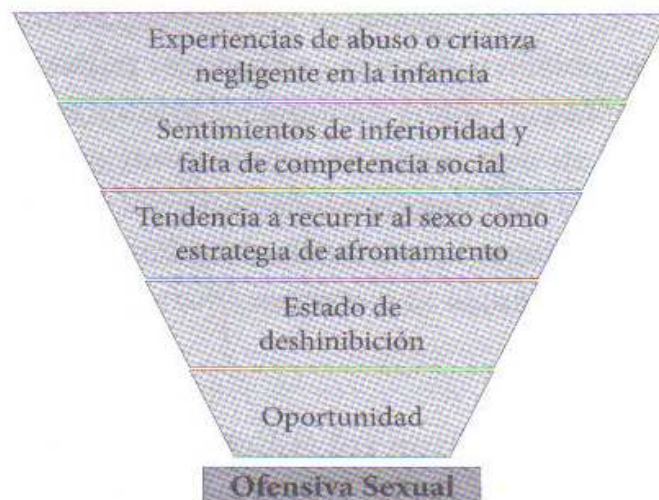 Experiencias de abuso o crianza
negligente en la infancia
Sentimientos de inferioridad y
falta de competencia social
Tendencia a recurrir al sexo como
estrategia de afrontamiento
Estado de
deshinibición
Oportunidad
Ofensiva Sexual